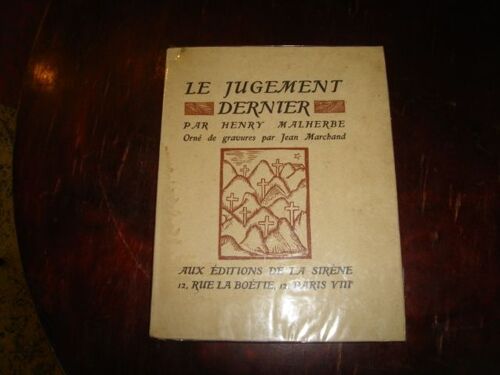 LE JUGEMENT
DERNIER
PAR HENRY MALHERBE
Orné de gravures par Jean Marchand
AUX ÉDITIONS DE LA SIRÈNE
12, RUE LA BOËTIE, 12, PARIS VIIIᵉ